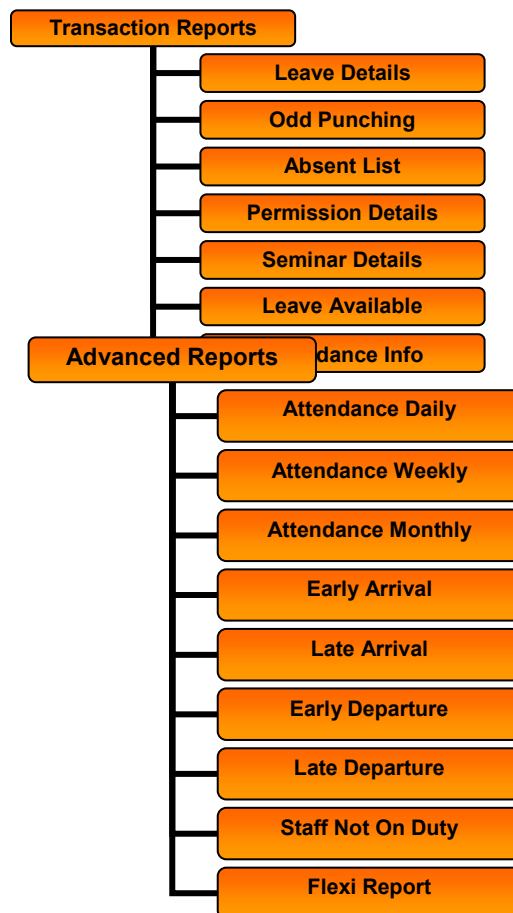 Transaction Reports
Leave Details
Odd Punching
Absent List
Permission Details
Seminar Details
Leave Available
Advanced Reports
dance Info
Attendance Daily
Attendance Weekly
Attendance Monthly
Early Arrival
Late Arrival
Early Departure
Late Departure
Staff Not On Duty
Flexi Report